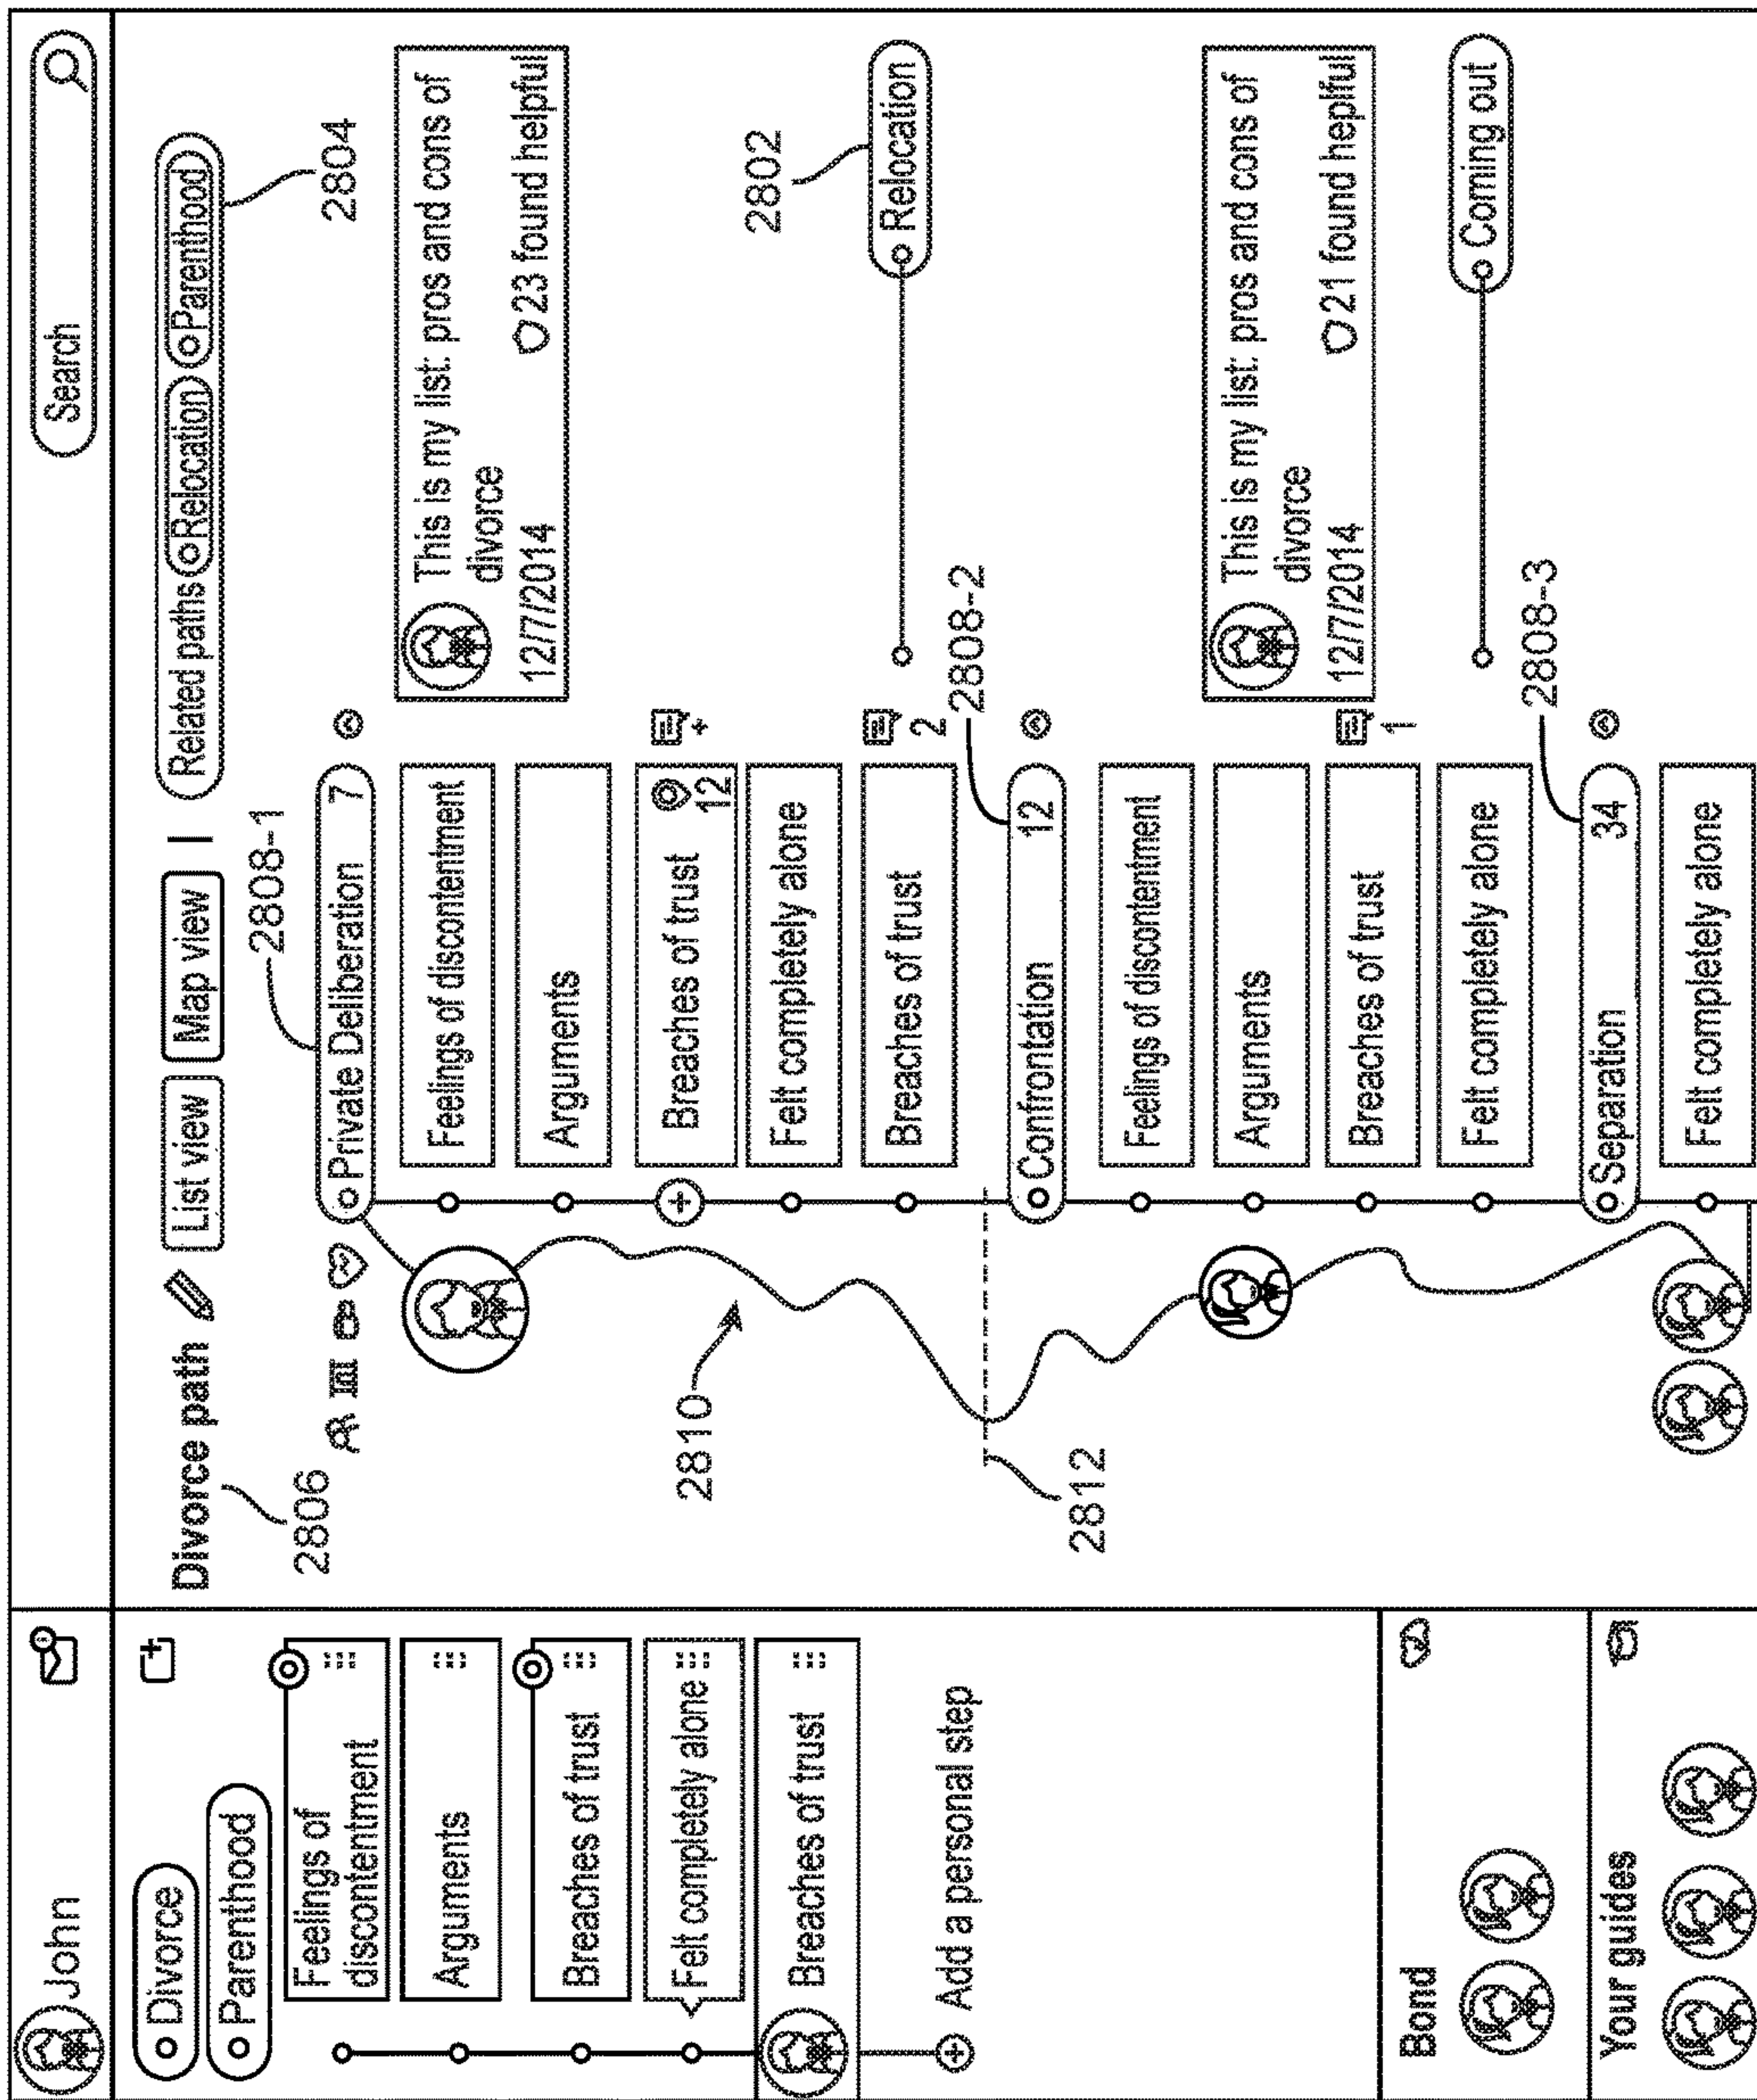 John
Search
Divorce
Parenthood
Feelings of
discontentment
Arguments
Breaches of trust
Felt completely alone
Breaches of trust
Add a personal step
Bond
Your guides
Divorce path
List view
Map view
Related paths
Relocation
Parenthood
2804
2806
2808-1
Private Deliberation 7
Feelings of discontentment
This is my list: pros and cons of
divorce
12/7/2014 23 found helpful
Arguments
2810
Breaches of trust 12
+
2802
Felt completely alone
Breaches of trust
2
Relocation
2812
2808-2
Confrontation 12
Feelings of discontentment
Arguments
This is my list: pros and cons of
divorce
12/7/2014 21 found heplful
Breaches of trust
1
Felt completely alone
Coming out
2808-3
Separation 34
Felt completely alone